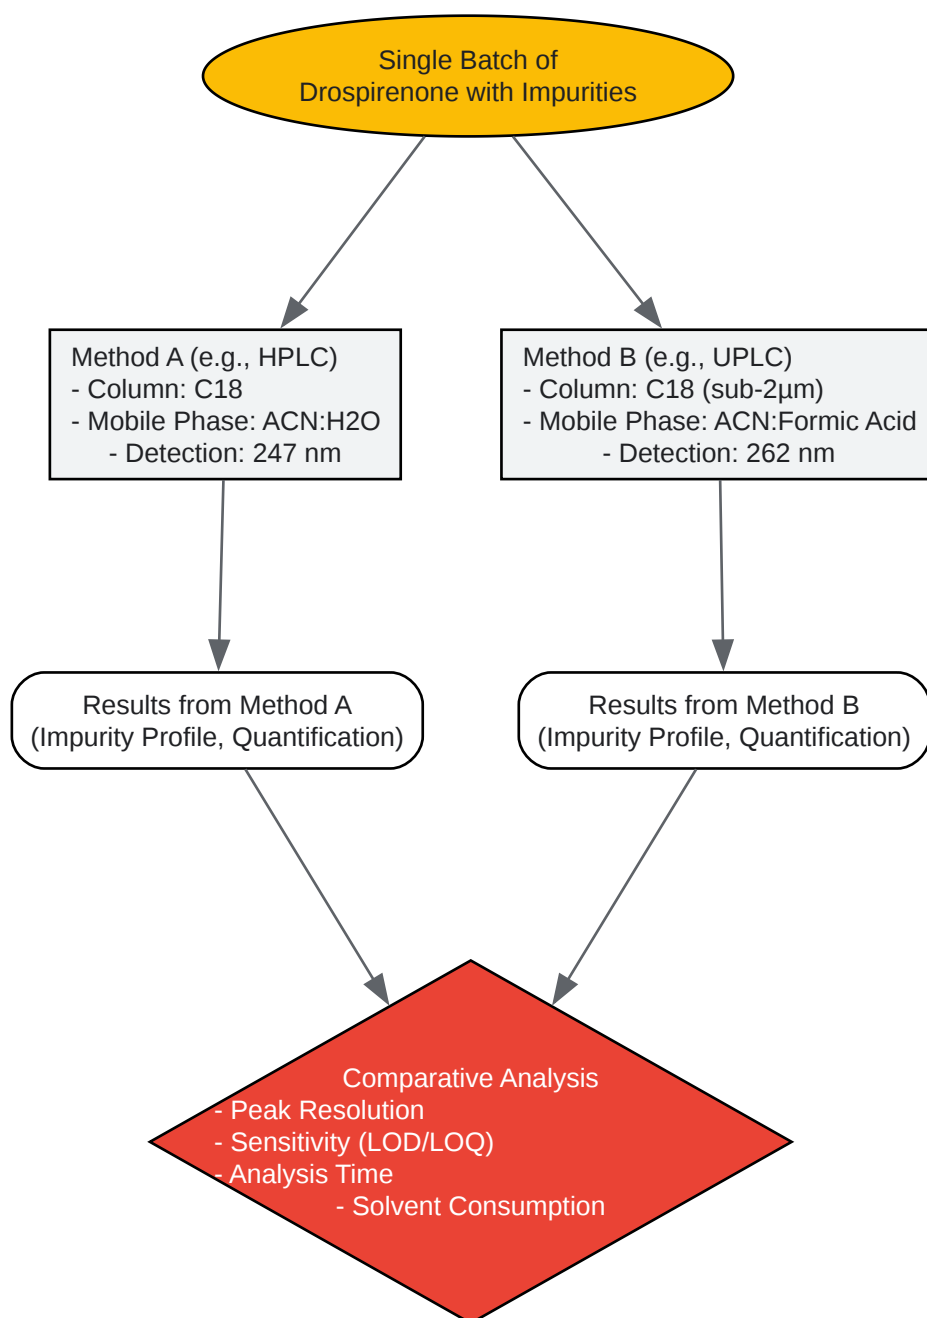 Single Batch of
Drospirenone with Impurities
Method A (e.g., HPLC)
- Column: C18
- Mobile Phase: ACN:H2O
- Detection: 247 nm
Method B (e.g., UPLC)
- Column: C18 (sub-2µm)
- Mobile Phase: ACN:Formic Acid
- Detection: 262 nm
Results from Method A
(Impurity Profile, Quantification)
Results from Method B
(Impurity Profile, Quantification)
Comparative Analysis
- Peak Resolution
- Sensitivity (LOD/LOQ)
- Analysis Time
- Solvent Consumption